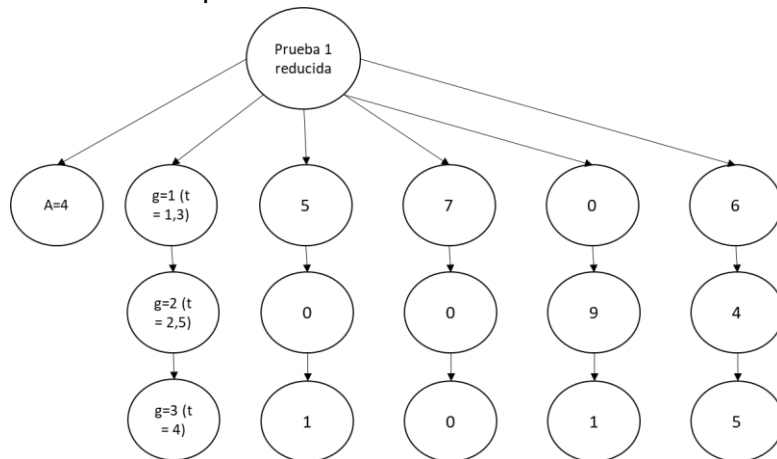 Prueba 1
reducida
A=4
g=1 (t
= 1,3)
5
7
0
6
g=2 (t
= 2,5)
0
0
9
4
g=3 (t
= 4)
1
0
1
5